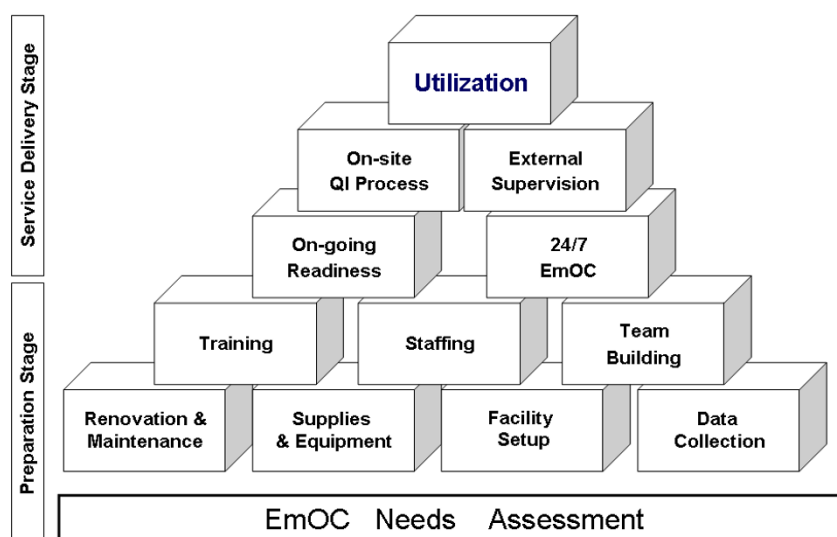 Service Delivery Stage
Utilization
On-site
QI Process
External
Supervision
On-going
Readiness
24/7
EmOC
Preparation Stage
Training
Staffing
Team
Building
Renovation &
Maintenance
Supplies
& Equipment
Facility
Setup
Data
Collection
EmOC Needs Assessment